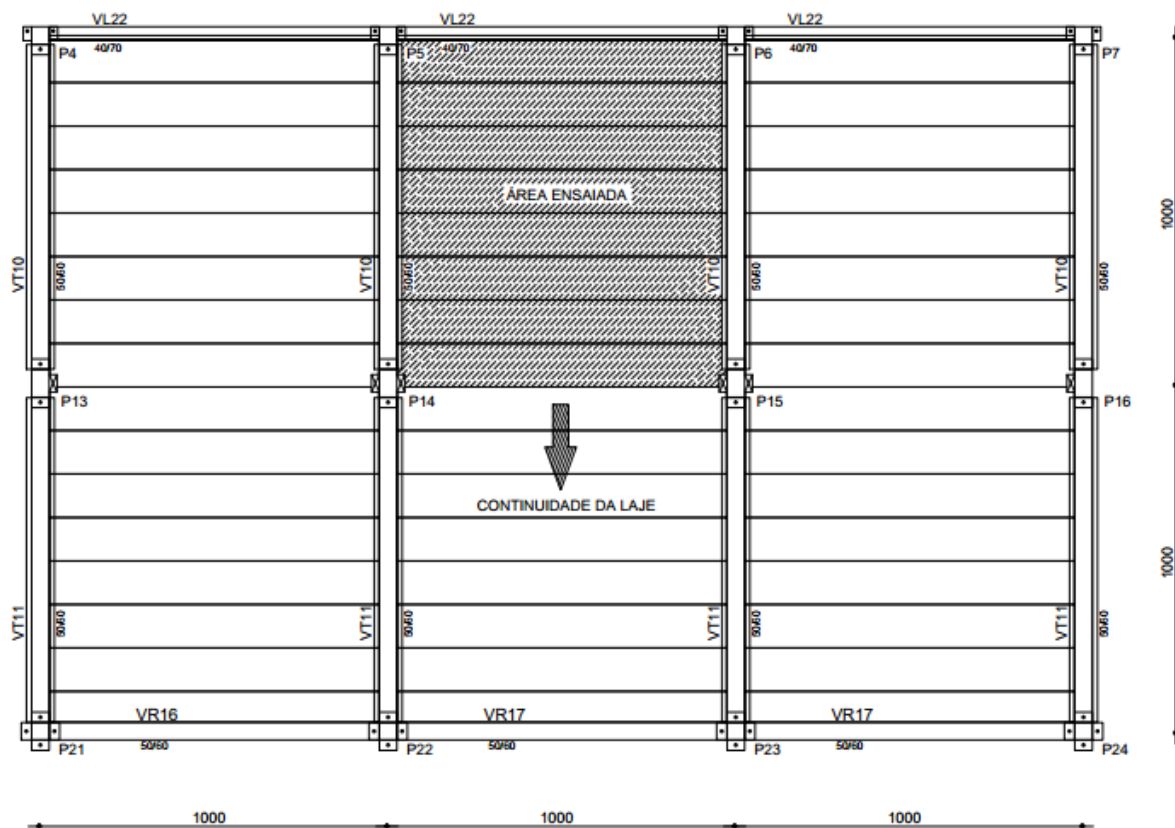 VL22 VL22 VL22
P4 40/70 P5 40/70 P6 40/70 P7
ÁREA ENSAIADA
1000
VT10 50/60 VT10 50/60 VT10 50/60 VT10 50/60
P13 P14 P15 P16
CONTINUIDADE DA LAJE
1000
VT11 50/60 VT11 50/60 VT11 50/60 VT11 50/60
VR16 VR17 VR17
P21 50/60 P22 50/60 P23 50/60 P24
1000 1000 1000